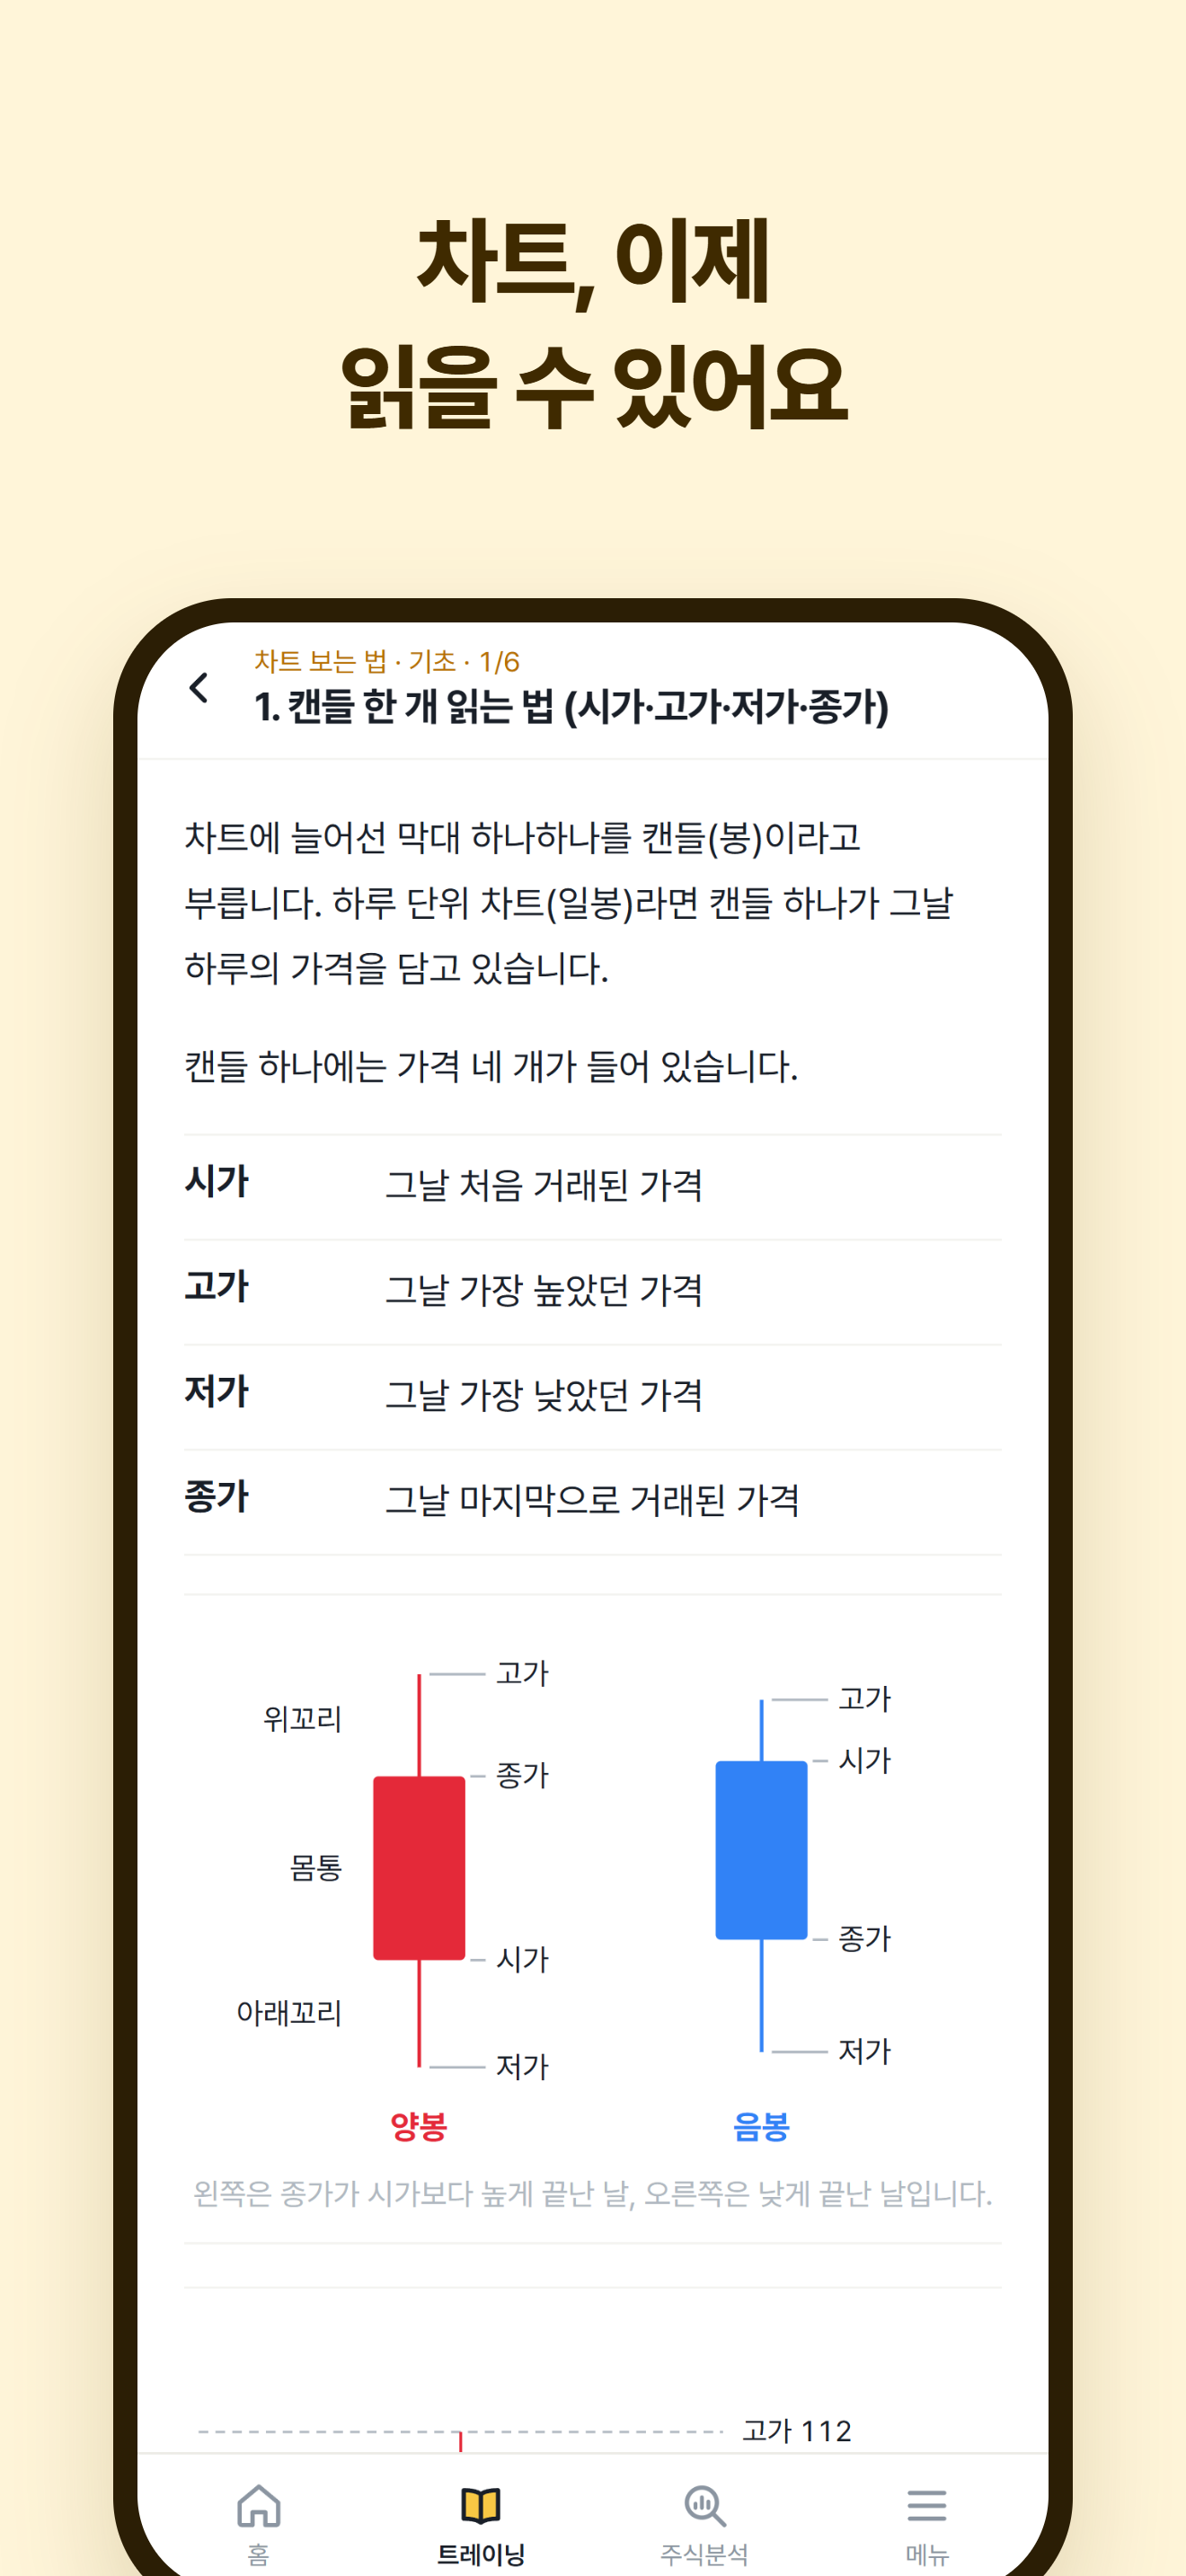 차트, 이제
읽을 수 있어요
차트 보는 법 · 기초 · 1/6
1. 캔들 한 개 읽는 법 (시가·고가·저가·종가)
차트에 늘어선 막대 하나하나를 캔들(봉)이라고
부릅니다. 하루 단위 차트(일봉)라면 캔들 하나가 그날
하루의 가격을 담고 있습니다.
캔들 하나에는 가격 네 개가 들어 있습니다.
시가 그날 처음 거래된 가격
고가 그날 가장 높았던 가격
저가 그날 가장 낮았던 가격
종가 그날 마지막으로 거래된 가격
고가
위꼬리
종가
몸통
시가
아래꼬리
저가
양봉
고가
시가
종가
저가
음봉
왼쪽은 종가가 시가보다 높게 끝난 날, 오른쪽은 낮게 끝난 날입니다.
고가 112
홈 트레이닝 주식분석 메뉴